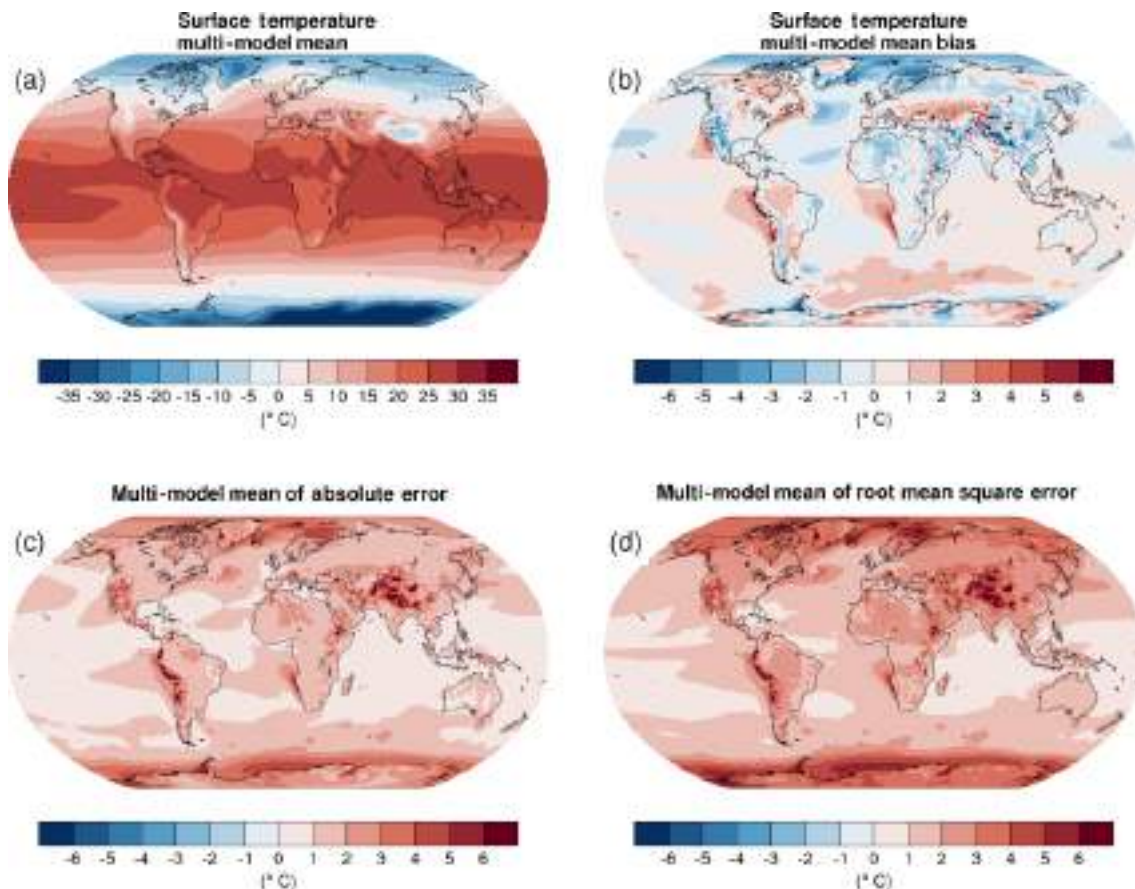 Surface temperature
multi-model mean
Surface temperature
multi-model mean bias
(a)
(b)
-35 -30 -25 -20 -15 -10 -5 0 5 10 15 20 25 30 35
(° C)
-6 -5 -4 -3 -2 -1 0 1 2 3 4 5 6
(° C)
Multi-model mean of absolute error
Multi-model mean of root mean square error
(c)
(d)
-6 -5 -4 -3 -2 -1 0 1 2 3 4 5 6
(° C)
-6 -5 -4 -3 -2 -1 0 1 2 3 4 5 6
(° C)